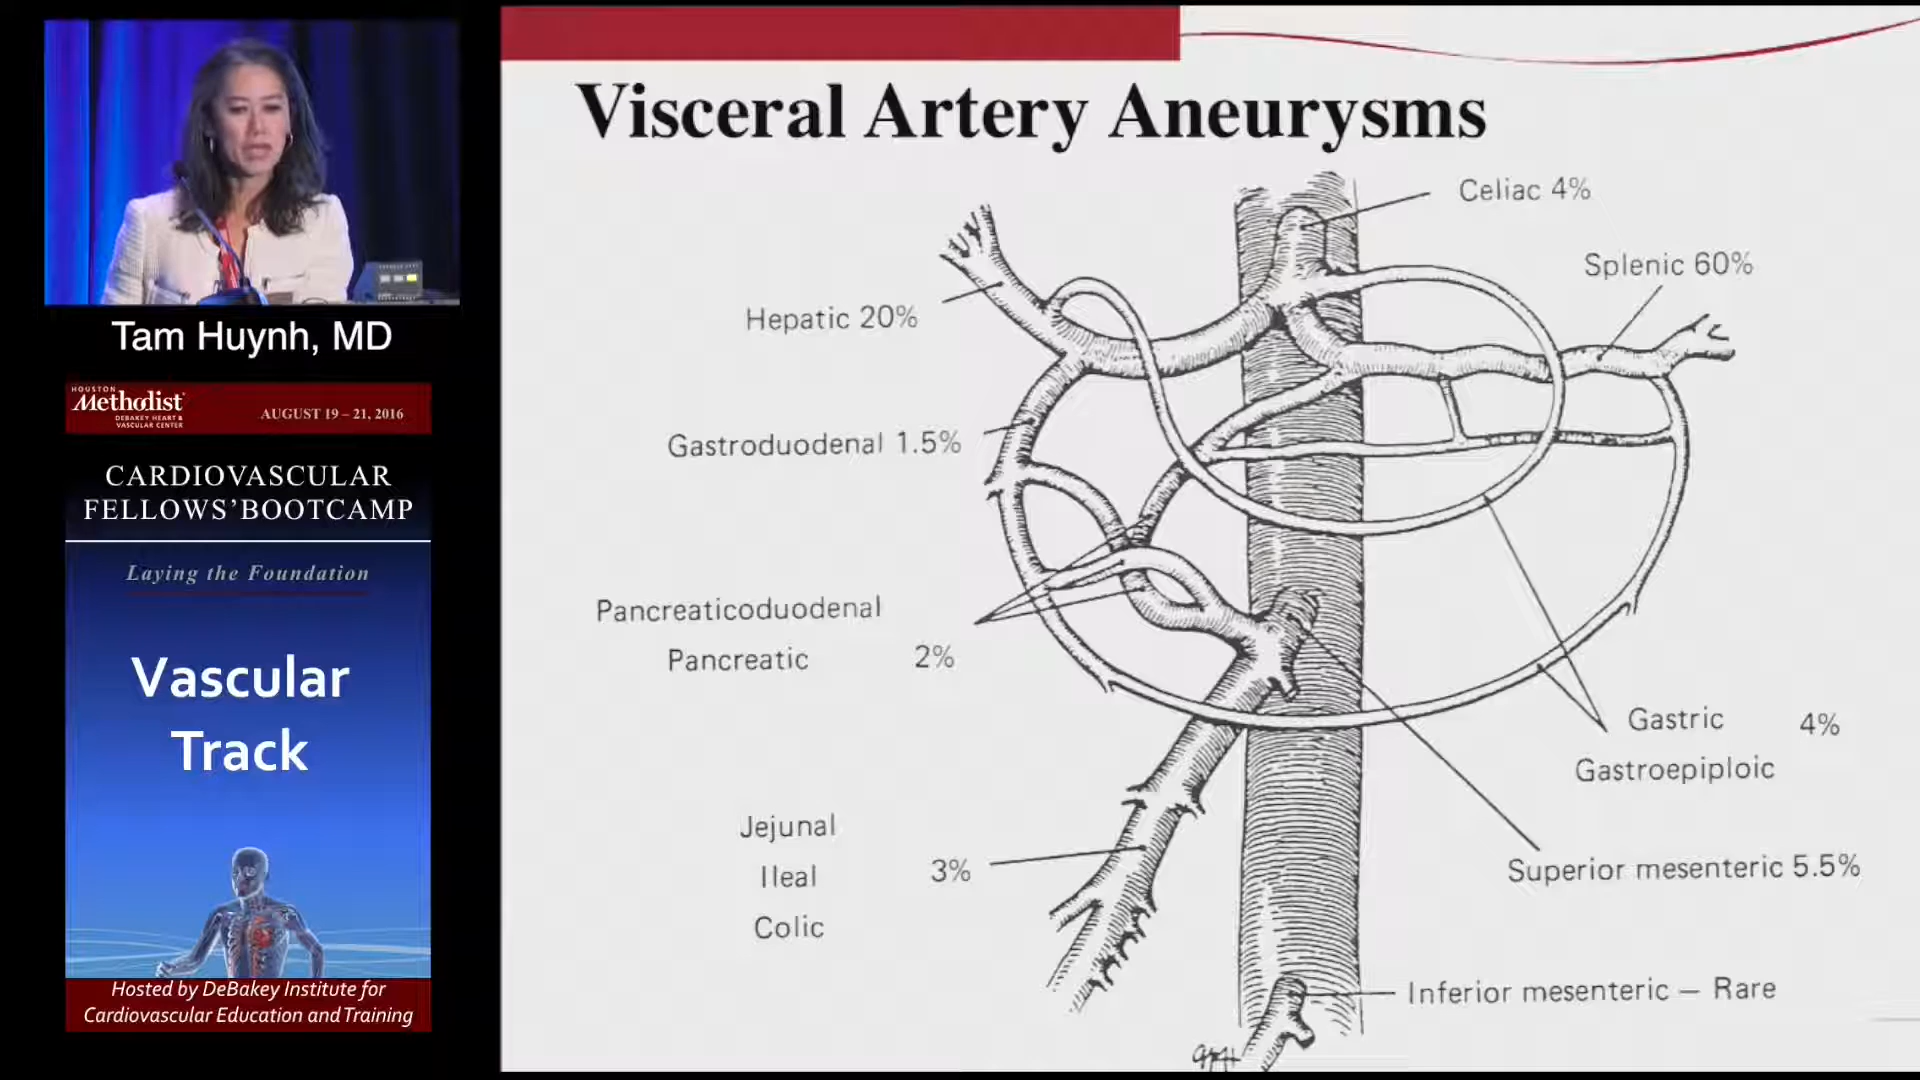 Tam Huynh, MD
HOUSTON
Methodist
DEBAKEY HEART &
VASCULAR CENTER
AUGUST 19 – 21, 2016
CARDIOVASCULAR
FELLOWS’BOOTCAMP
Laying the Foundation
Vascular
Track
Hosted by DeBakey Institute for
Cardiovascular Education and Training
Visceral Artery Aneurysms
Celiac 4%
Splenic 60%
Hepatic 20%
Gastroduodenal 1.5%
Pancreaticoduodenal
Pancreatic 2%
Gastric 4%
Gastroepiploic
Jejunal
Ileal 3%
Colic
Superior mesenteric 5.5%
Inferior mesenteric — Rare